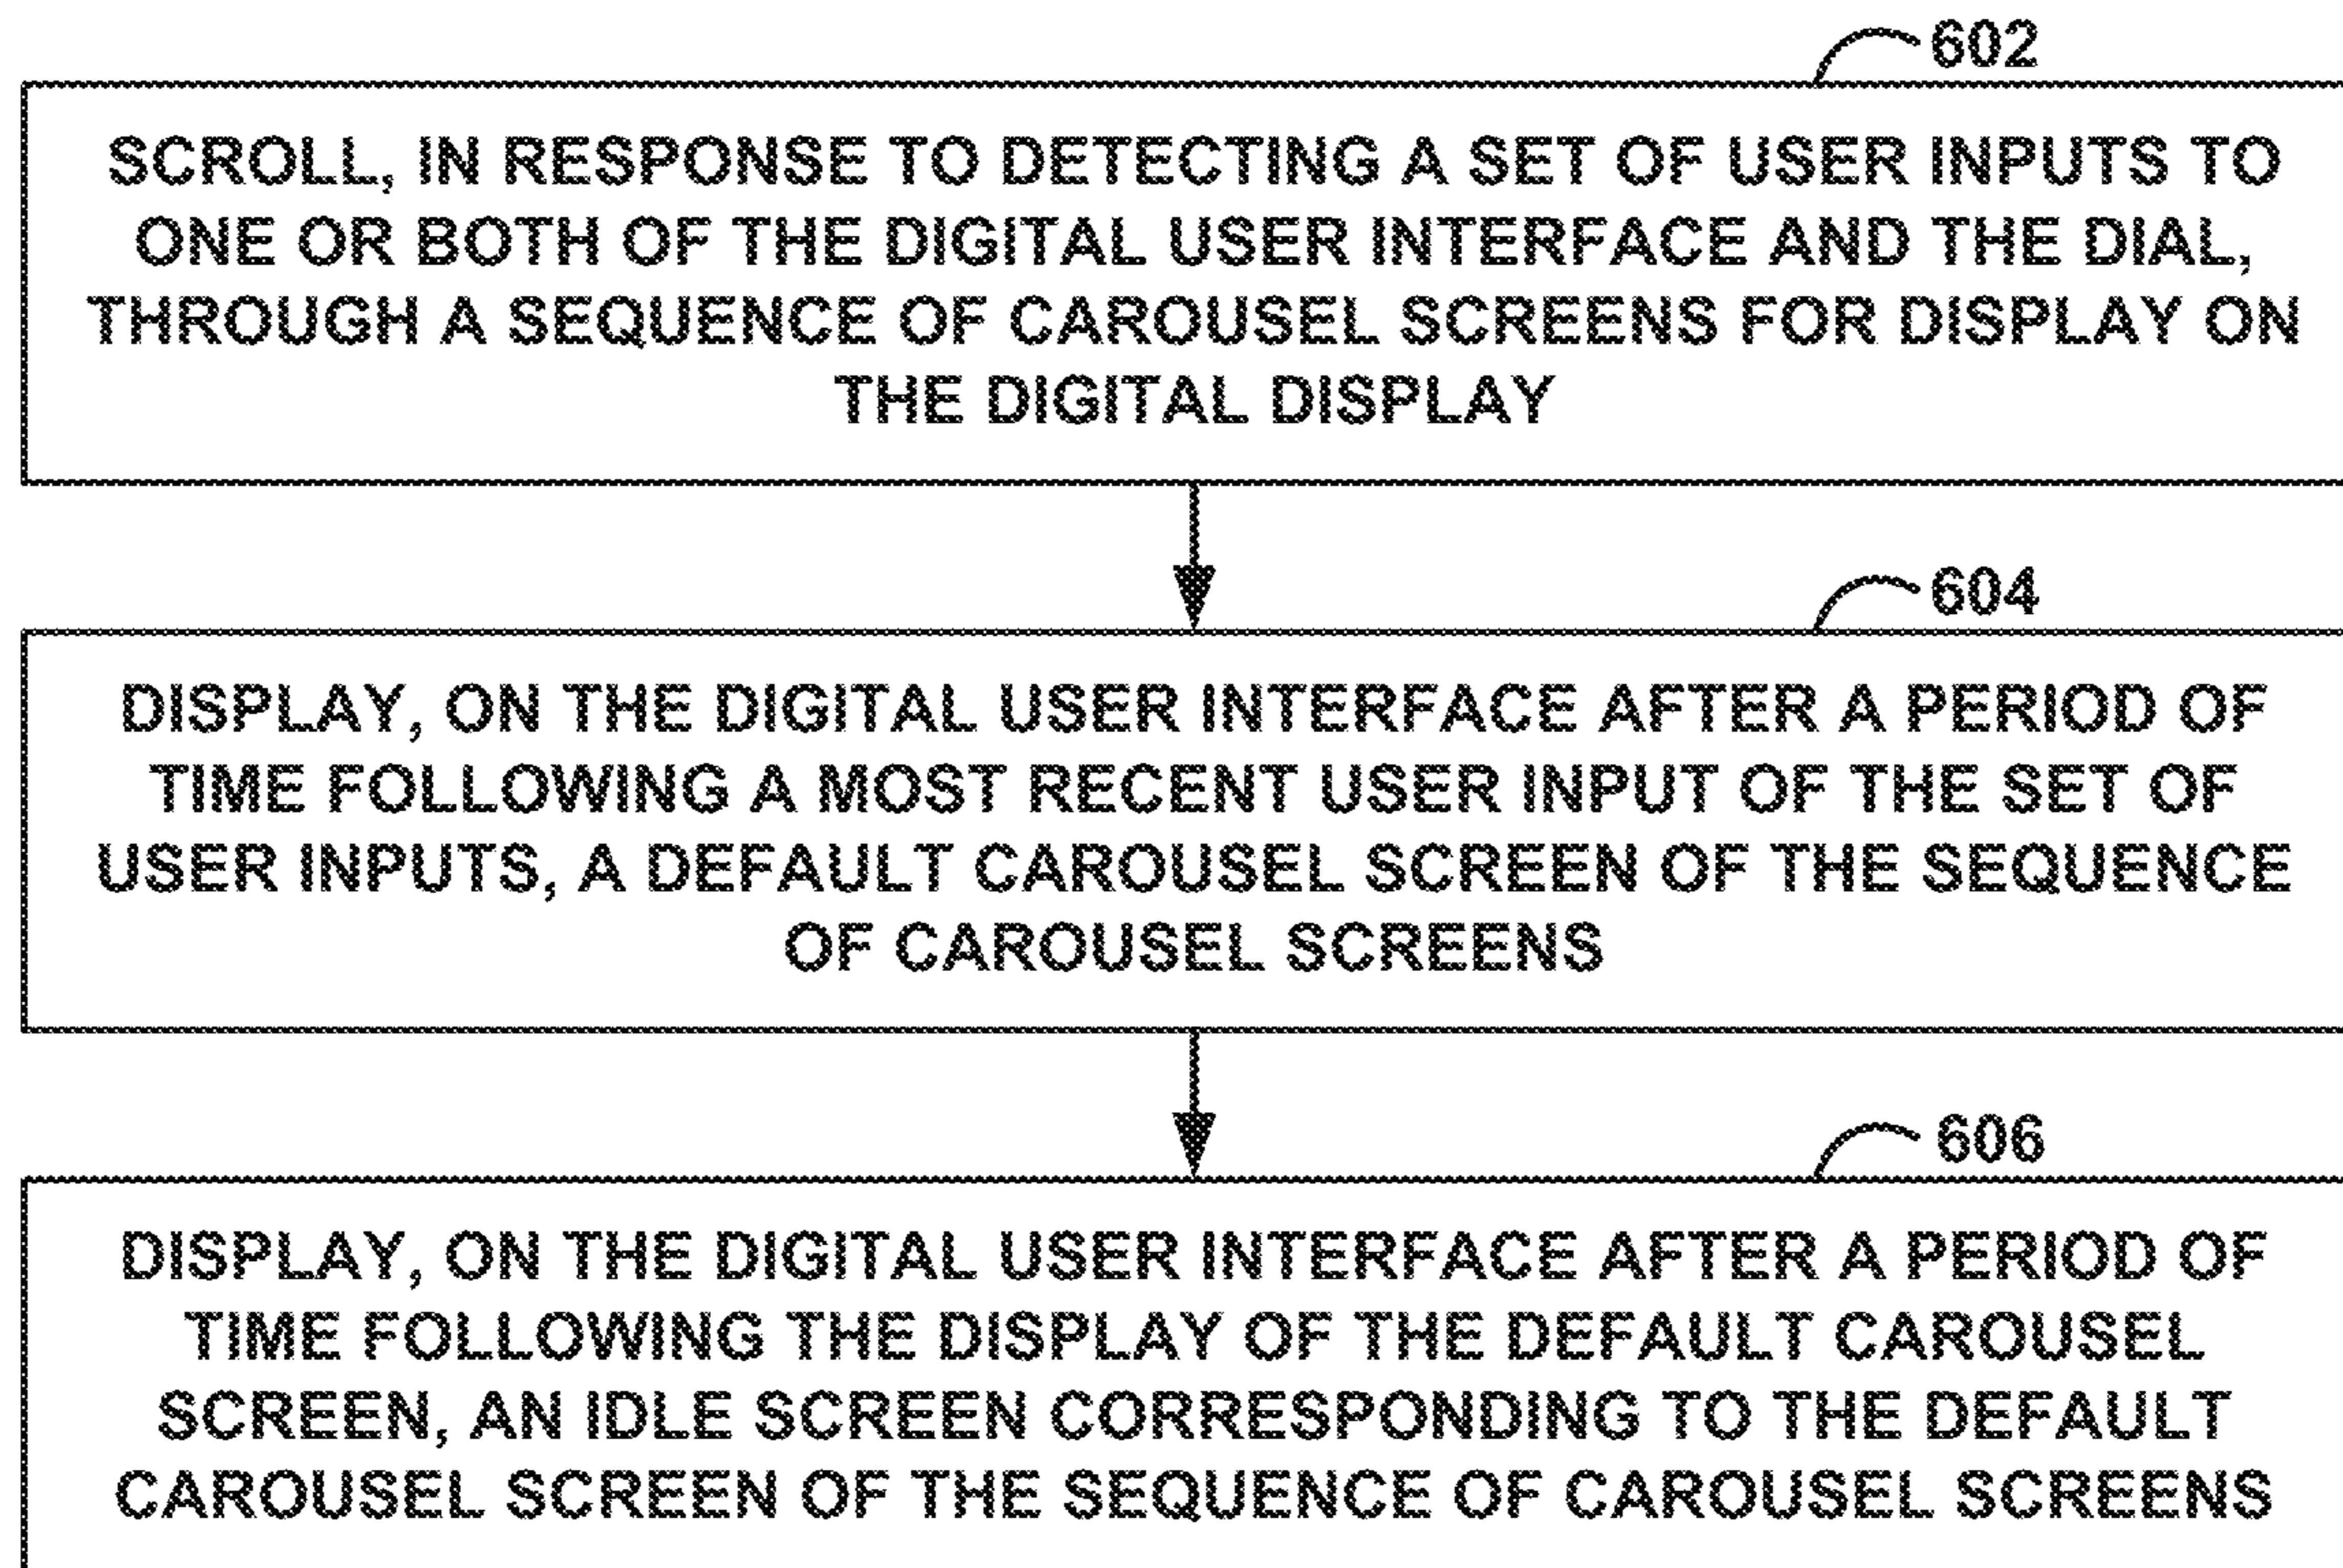 602
SCROLL, IN RESPONSE TO DETECTING A SET OF USER INPUTS TO
ONE OR BOTH OF THE DIGITAL USER INTERFACE AND THE DIAL,
THROUGH A SEQUENCE OF CAROUSEL SCREENS FOR DISPLAY ON
THE DIGITAL DISPLAY
604
DISPLAY, ON THE DIGITAL USER INTERFACE AFTER A PERIOD OF
TIME FOLLOWING A MOST RECENT USER INPUT OF THE SET OF
USER INPUTS, A DEFAULT CAROUSEL SCREEN OF THE SEQUENCE
OF CAROUSEL SCREENS
606
DISPLAY, ON THE DIGITAL USER INTERFACE AFTER A PERIOD OF
TIME FOLLOWING THE DISPLAY OF THE DEFAULT CAROUSEL
SCREEN, AN IDLE SCREEN CORRESPONDING TO THE DEFAULT
CAROUSEL SCREEN OF THE SEQUENCE OF CAROUSEL SCREENS